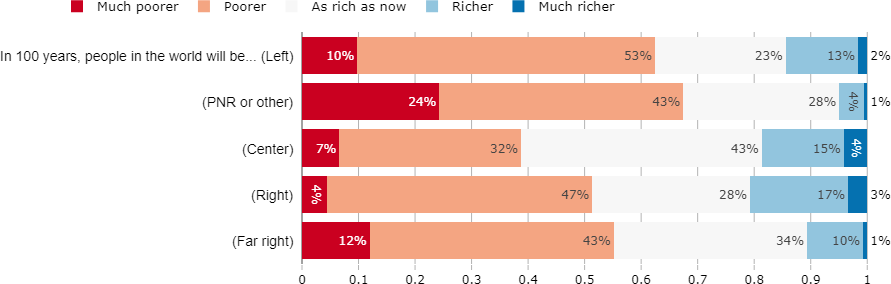 Much poorer Poorer As rich as now Richer Much richer
In 100 years, people in the world will be... (Left) 10% 53% 23% 13% 2%
(PNR or other) 24% 43% 28% 4% 1%
(Center) 7% 32% 43% 15% 4%
(Right) 4% 47% 28% 17% 3%
(Far right) 12% 43% 34% 10% 1%
0 0.1 0.2 0.3 0.4 0.5 0.6 0.7 0.8 0.9 1